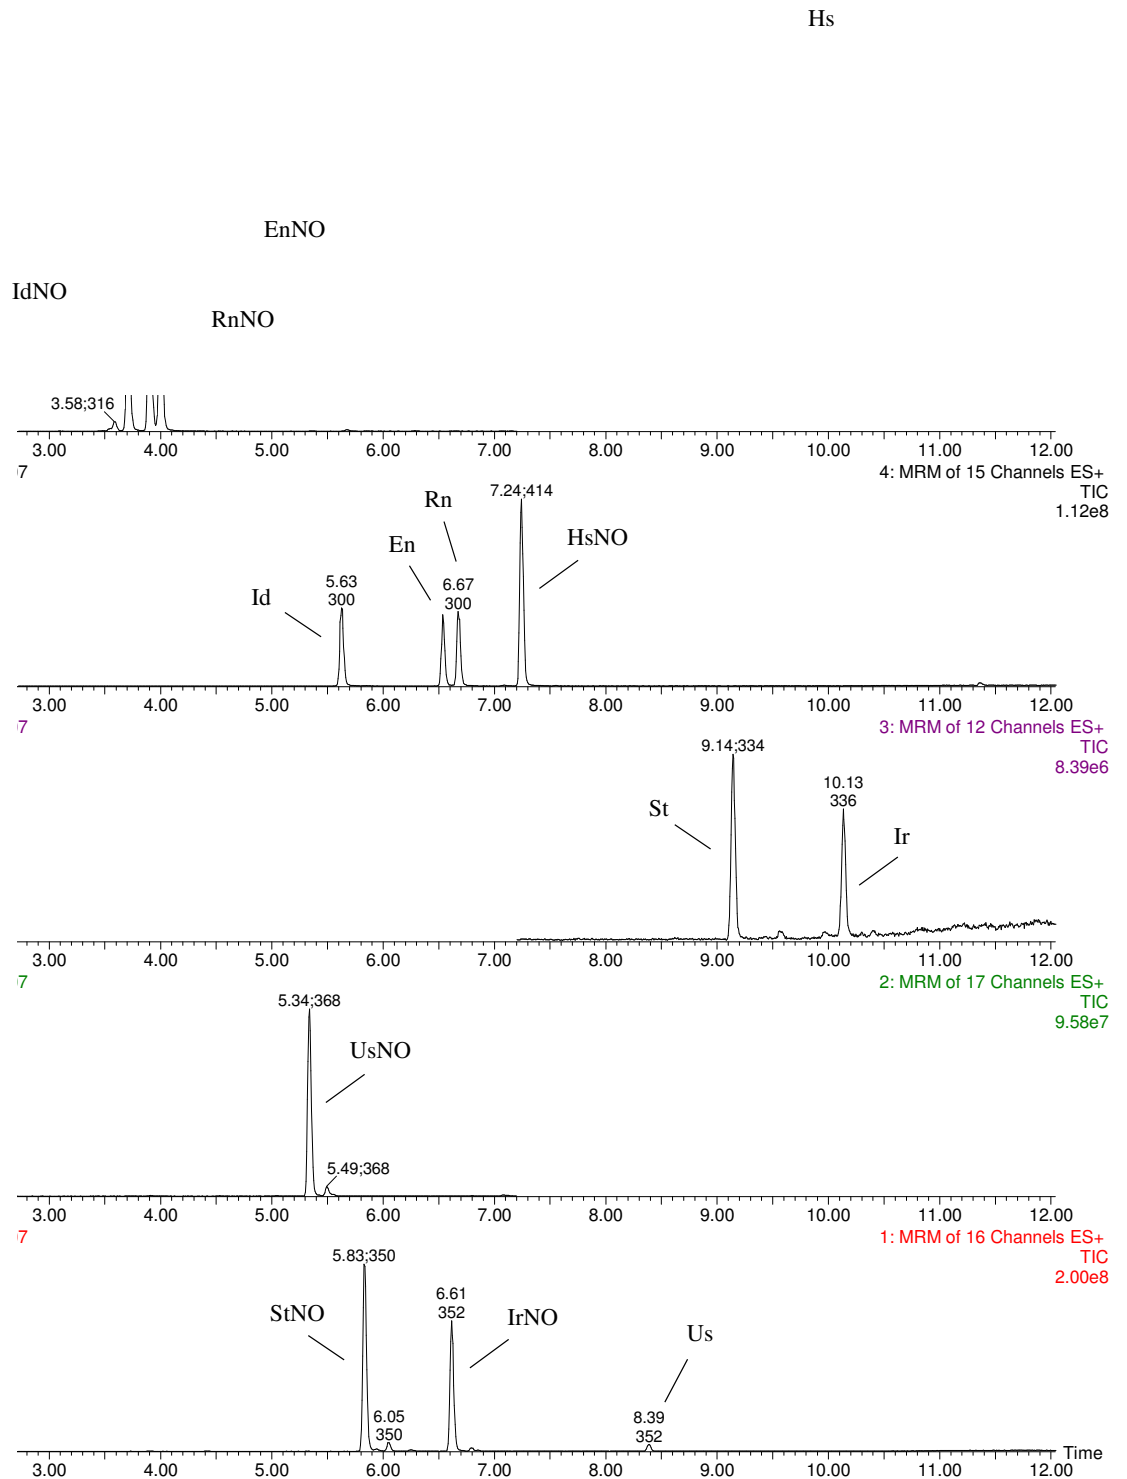 Hs
EnNO
IdNO
RnNO
3.58;316
3.00 4.00 5.00 6.00 7.00 8.00 9.00 10.00 11.00 12.00
)7 4: MRM of 15 Channels ES+
TIC
1.12e8
7.24;414
Rn
HsNO
En
5.63
300
6.67
300
Id
3.00 4.00 5.00 6.00 7.00 8.00 9.00 10.00 11.00 12.00
)7 3: MRM of 12 Channels ES+
TIC
8.39e6
9.14;334
10.13
336
St
Ir
3.00 4.00 5.00 6.00 7.00 8.00 9.00 10.00 11.00 12.00
)7 2: MRM of 17 Channels ES+
TIC
9.58e7
5.34;368
UsNO
5.49;368
3.00 4.00 5.00 6.00 7.00 8.00 9.00 10.00 11.00 12.00
)7 1: MRM of 16 Channels ES+
TIC
2.00e8
5.83;350
6.61
352
StNO
IrNO
Us
6.05
350
8.39
352
Time
3.00 4.00 5.00 6.00 7.00 8.00 9.00 10.00 11.00 12.00